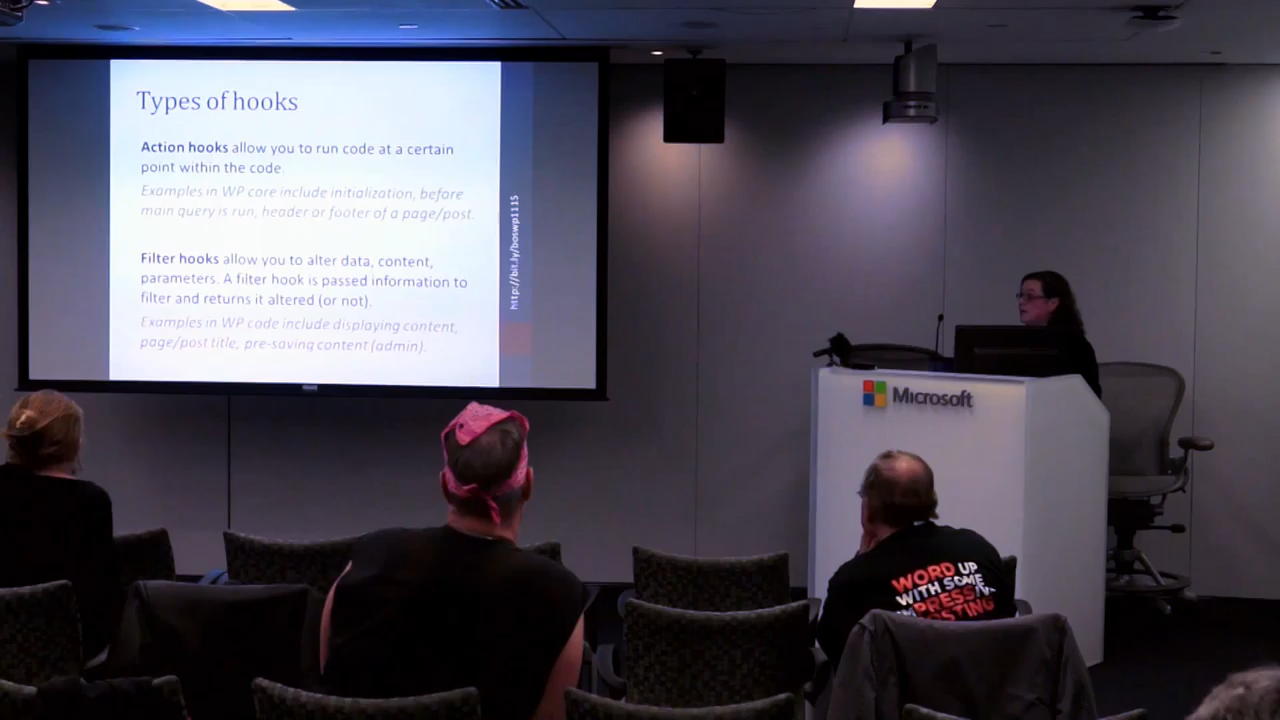 Types of hooks
Action hooks allow you to run code at a certain
point within the code.
Examples in WP core include initialization, before
main query is run, header or footer of a page/post.
Filter hooks allow you to alter data, content,
parameters. A filter hook is passed information to
filter and returns it altered (or not).
Examples in WP code include displaying content,
page/post title, pre-saving content (admin).
http://bit.ly/boswp1115
Microsoft
WORD UP
WITH SOME
PRESSIV
OSTING